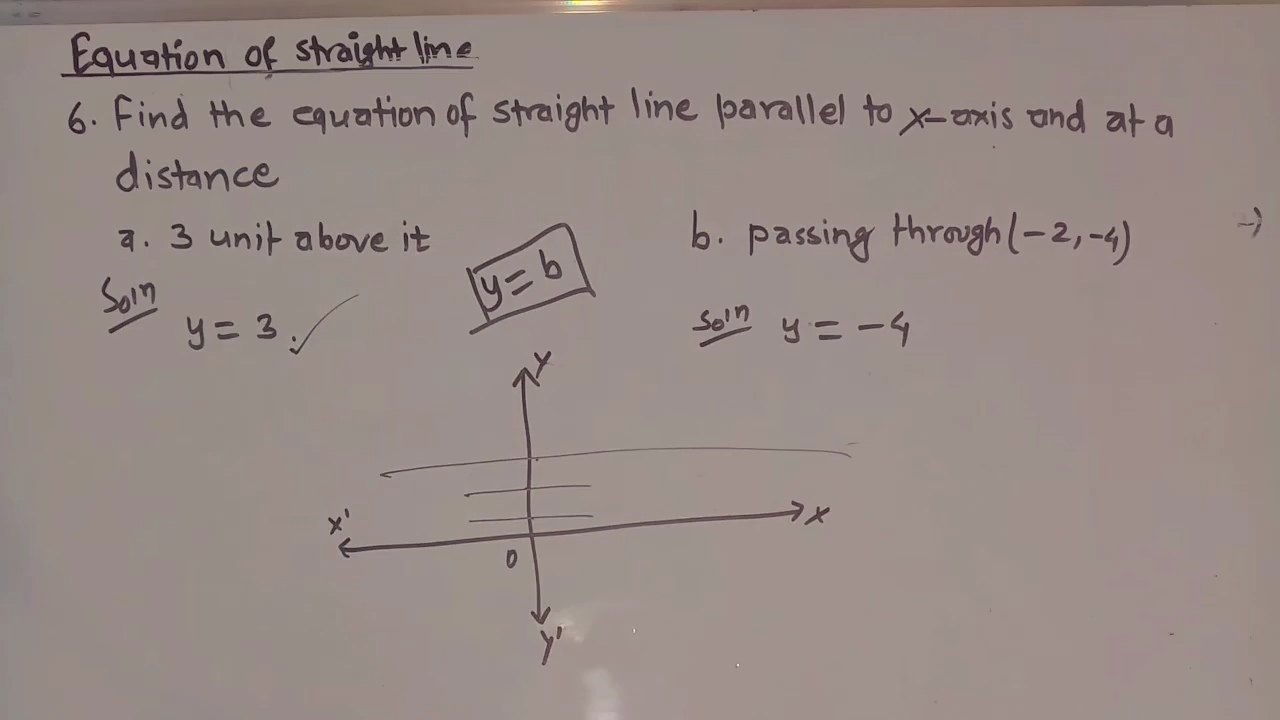 Equation of straight line
6. Find the equation of straight line parallel to x-axis and at a
distance
a. 3 unit above it
b. passing through (-2, -4)
Soln
y = 3.
y = b
Soln y = -4
Y
X'
X
O
Y'